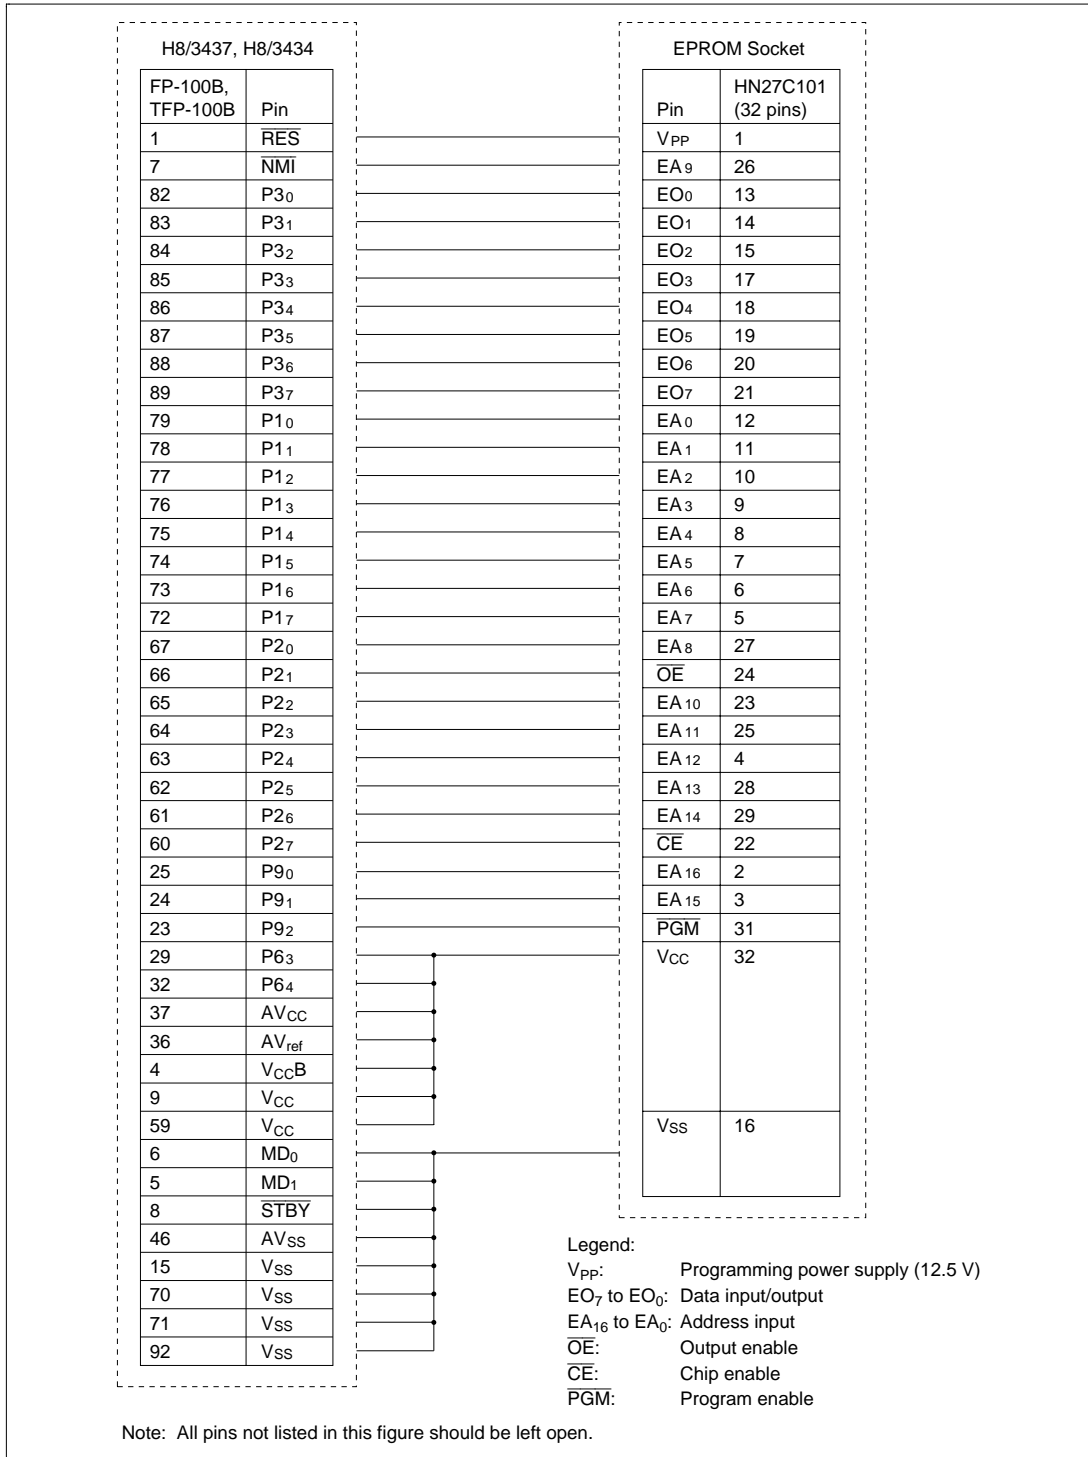 H8/3437, H8/3434 EPROM Socket
FP-100B, HN27C101
TFP-100B Pin Pin (32 pins)
1 R̅E̅S̅ VPP 1
7 N̅M̅I̅ EA9 26
82 P30 EO0 13
83 P31 EO1 14
84 P32 EO2 15
85 P33 EO3 17
86 P34 EO4 18
87 P35 EO5 19
88 P36 EO6 20
89 P37 EO7 21
79 P10 EA0 12
78 P11 EA1 11
77 P12 EA2 10
76 P13 EA3 9
75 P14 EA4 8
74 P15 EA5 7
73 P16 EA6 6
72 P17 EA7 5
67 P20 EA8 27
66 P21 O̅E̅ 24
65 P22 EA10 23
64 P23 EA11 25
63 P24 EA12 4
62 P25 EA13 28
61 P26 EA14 29
60 P27 C̅E̅ 22
25 P90 EA16 2
24 P91 EA15 3
23 P92 P̅G̅M̅ 31
29 P63 VCC 32
32 P64
37 AVCC
36 AVref
4 VCCB
9 VCC
59 VCC VSS 16
6 MD0
5 MD1
8 S̅T̅B̅Y̅
46 AVSS
15 VSS
70 VSS
71 VSS
92 VSS
Legend:
VPP: Programming power supply (12.5 V)
EO7 to EO0: Data input/output
EA16 to EA0: Address input
O̅E̅: Output enable
C̅E̅: Chip enable
P̅G̅M̅: Program enable
Note: All pins not listed in this figure should be left open.